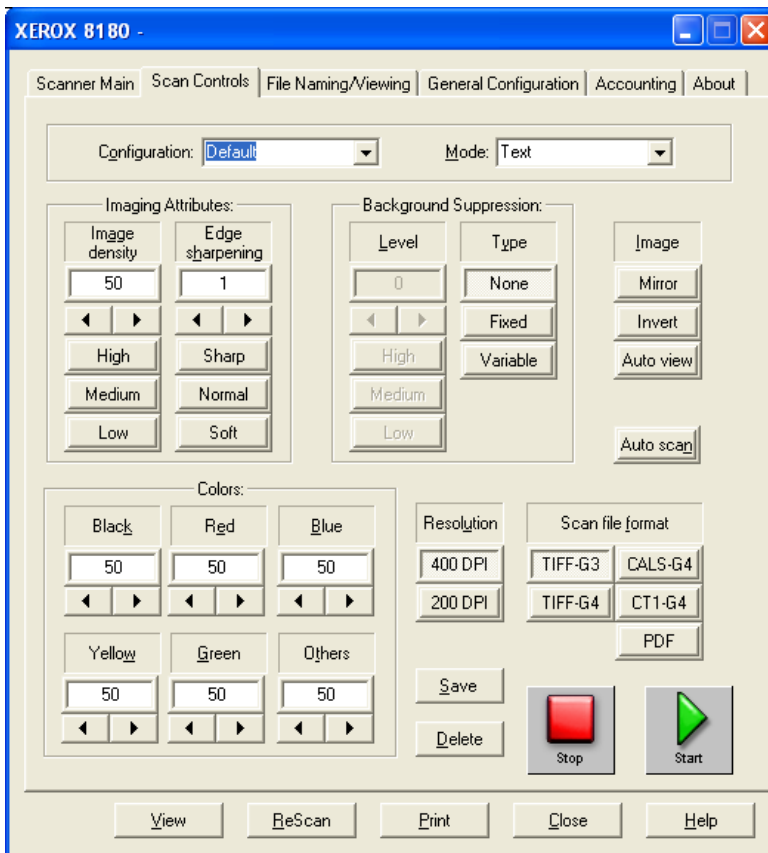 XEROX 8180 -
Scanner Main Scan Controls File Naming/Viewing General Configuration Accounting About
Configuration: Default Mode: Text
Imaging Attributes: Background Suppression:
Image density Edge sharpening Level Type Image
50 1 0 None Mirror
Fixed Invert
High Sharp High Variable Auto view
Medium Normal Medium
Low Soft Low Auto scan
Colors:
Black Red Blue Resolution Scan file format
50 50 50 400 DPI TIFF-G3 CALS-G4
200 DPI TIFF-G4 CT1-G4
PDF
Yellow Green Others
50 50 50 Save
Delete Stop Start
View ReScan Print Close Help